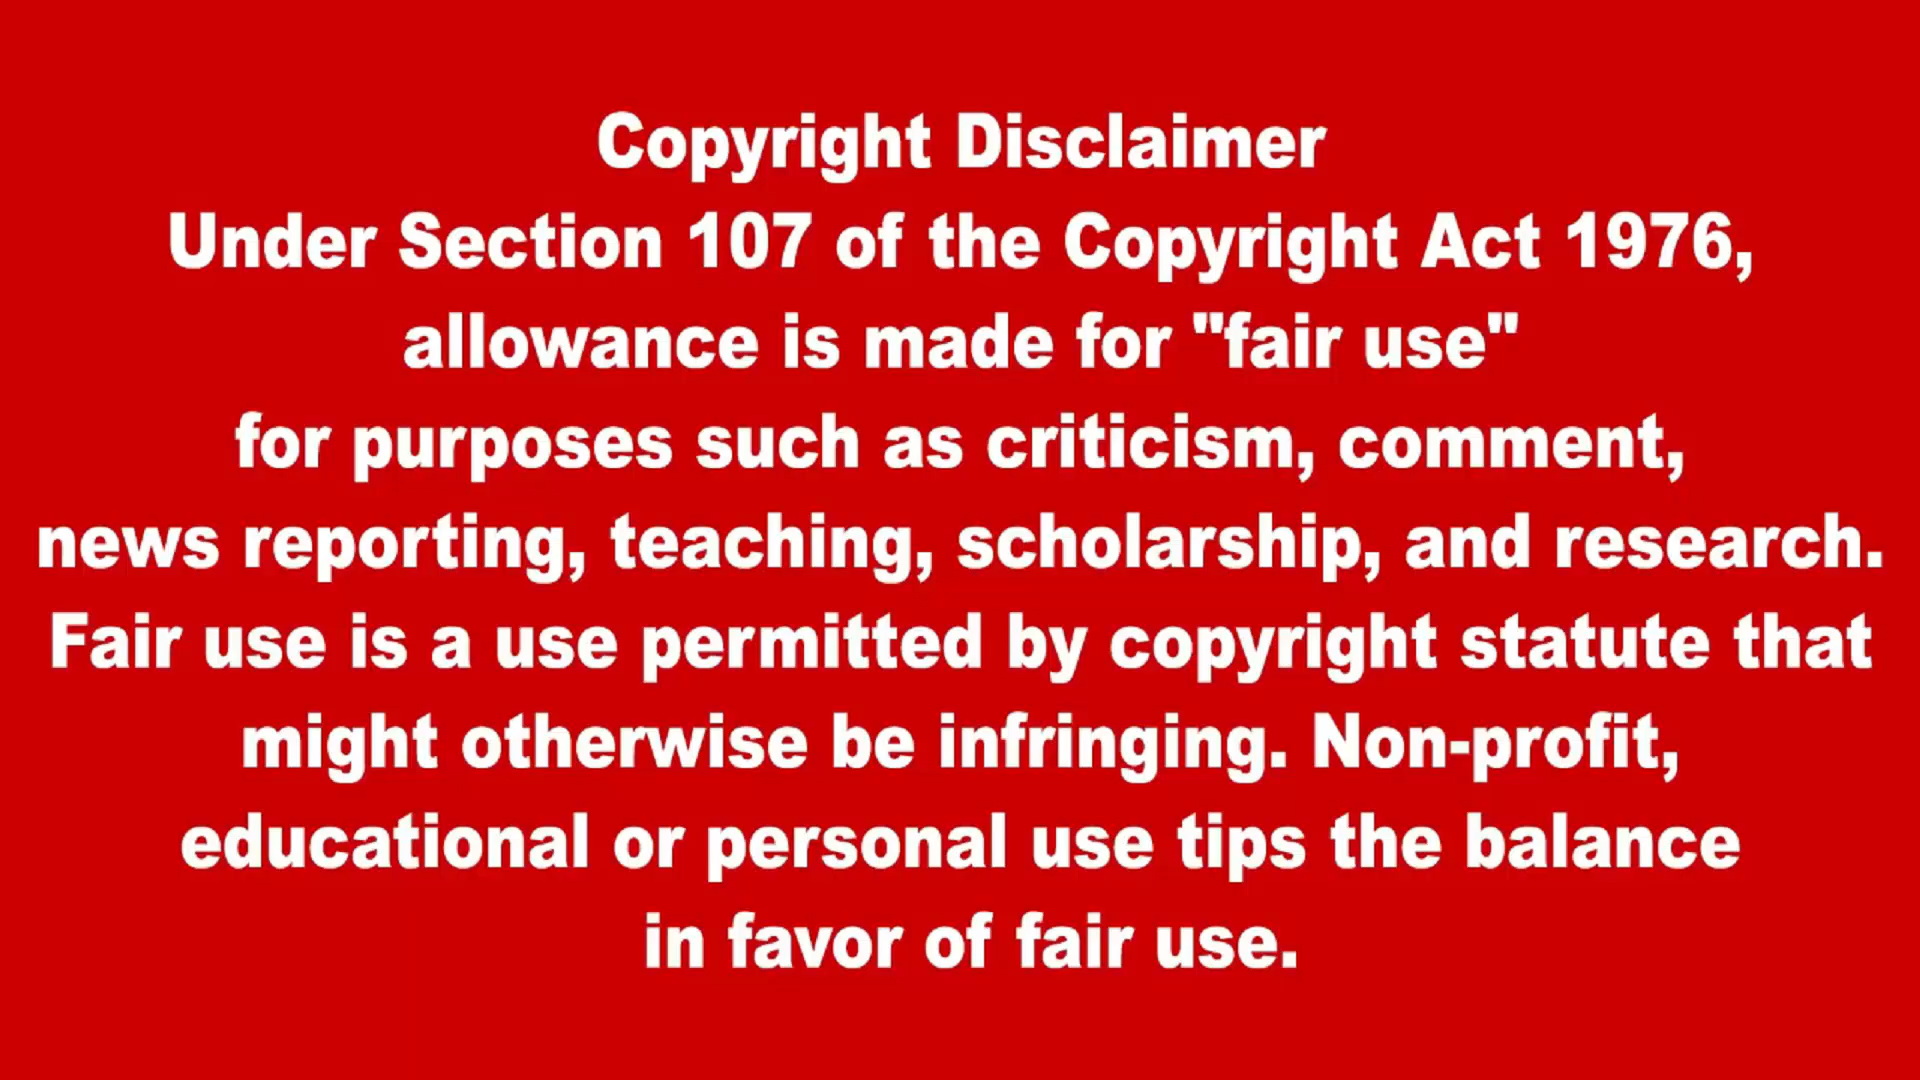 Copyright Disclaimer
Under Section 107 of the Copyright Act 1976,
allowance is made for "fair use"
for purposes such as criticism, comment,
news reporting, teaching, scholarship, and research.
Fair use is a use permitted by copyright statute that
might otherwise be infringing. Non-profit,
educational or personal use tips the balance
in favor of fair use.